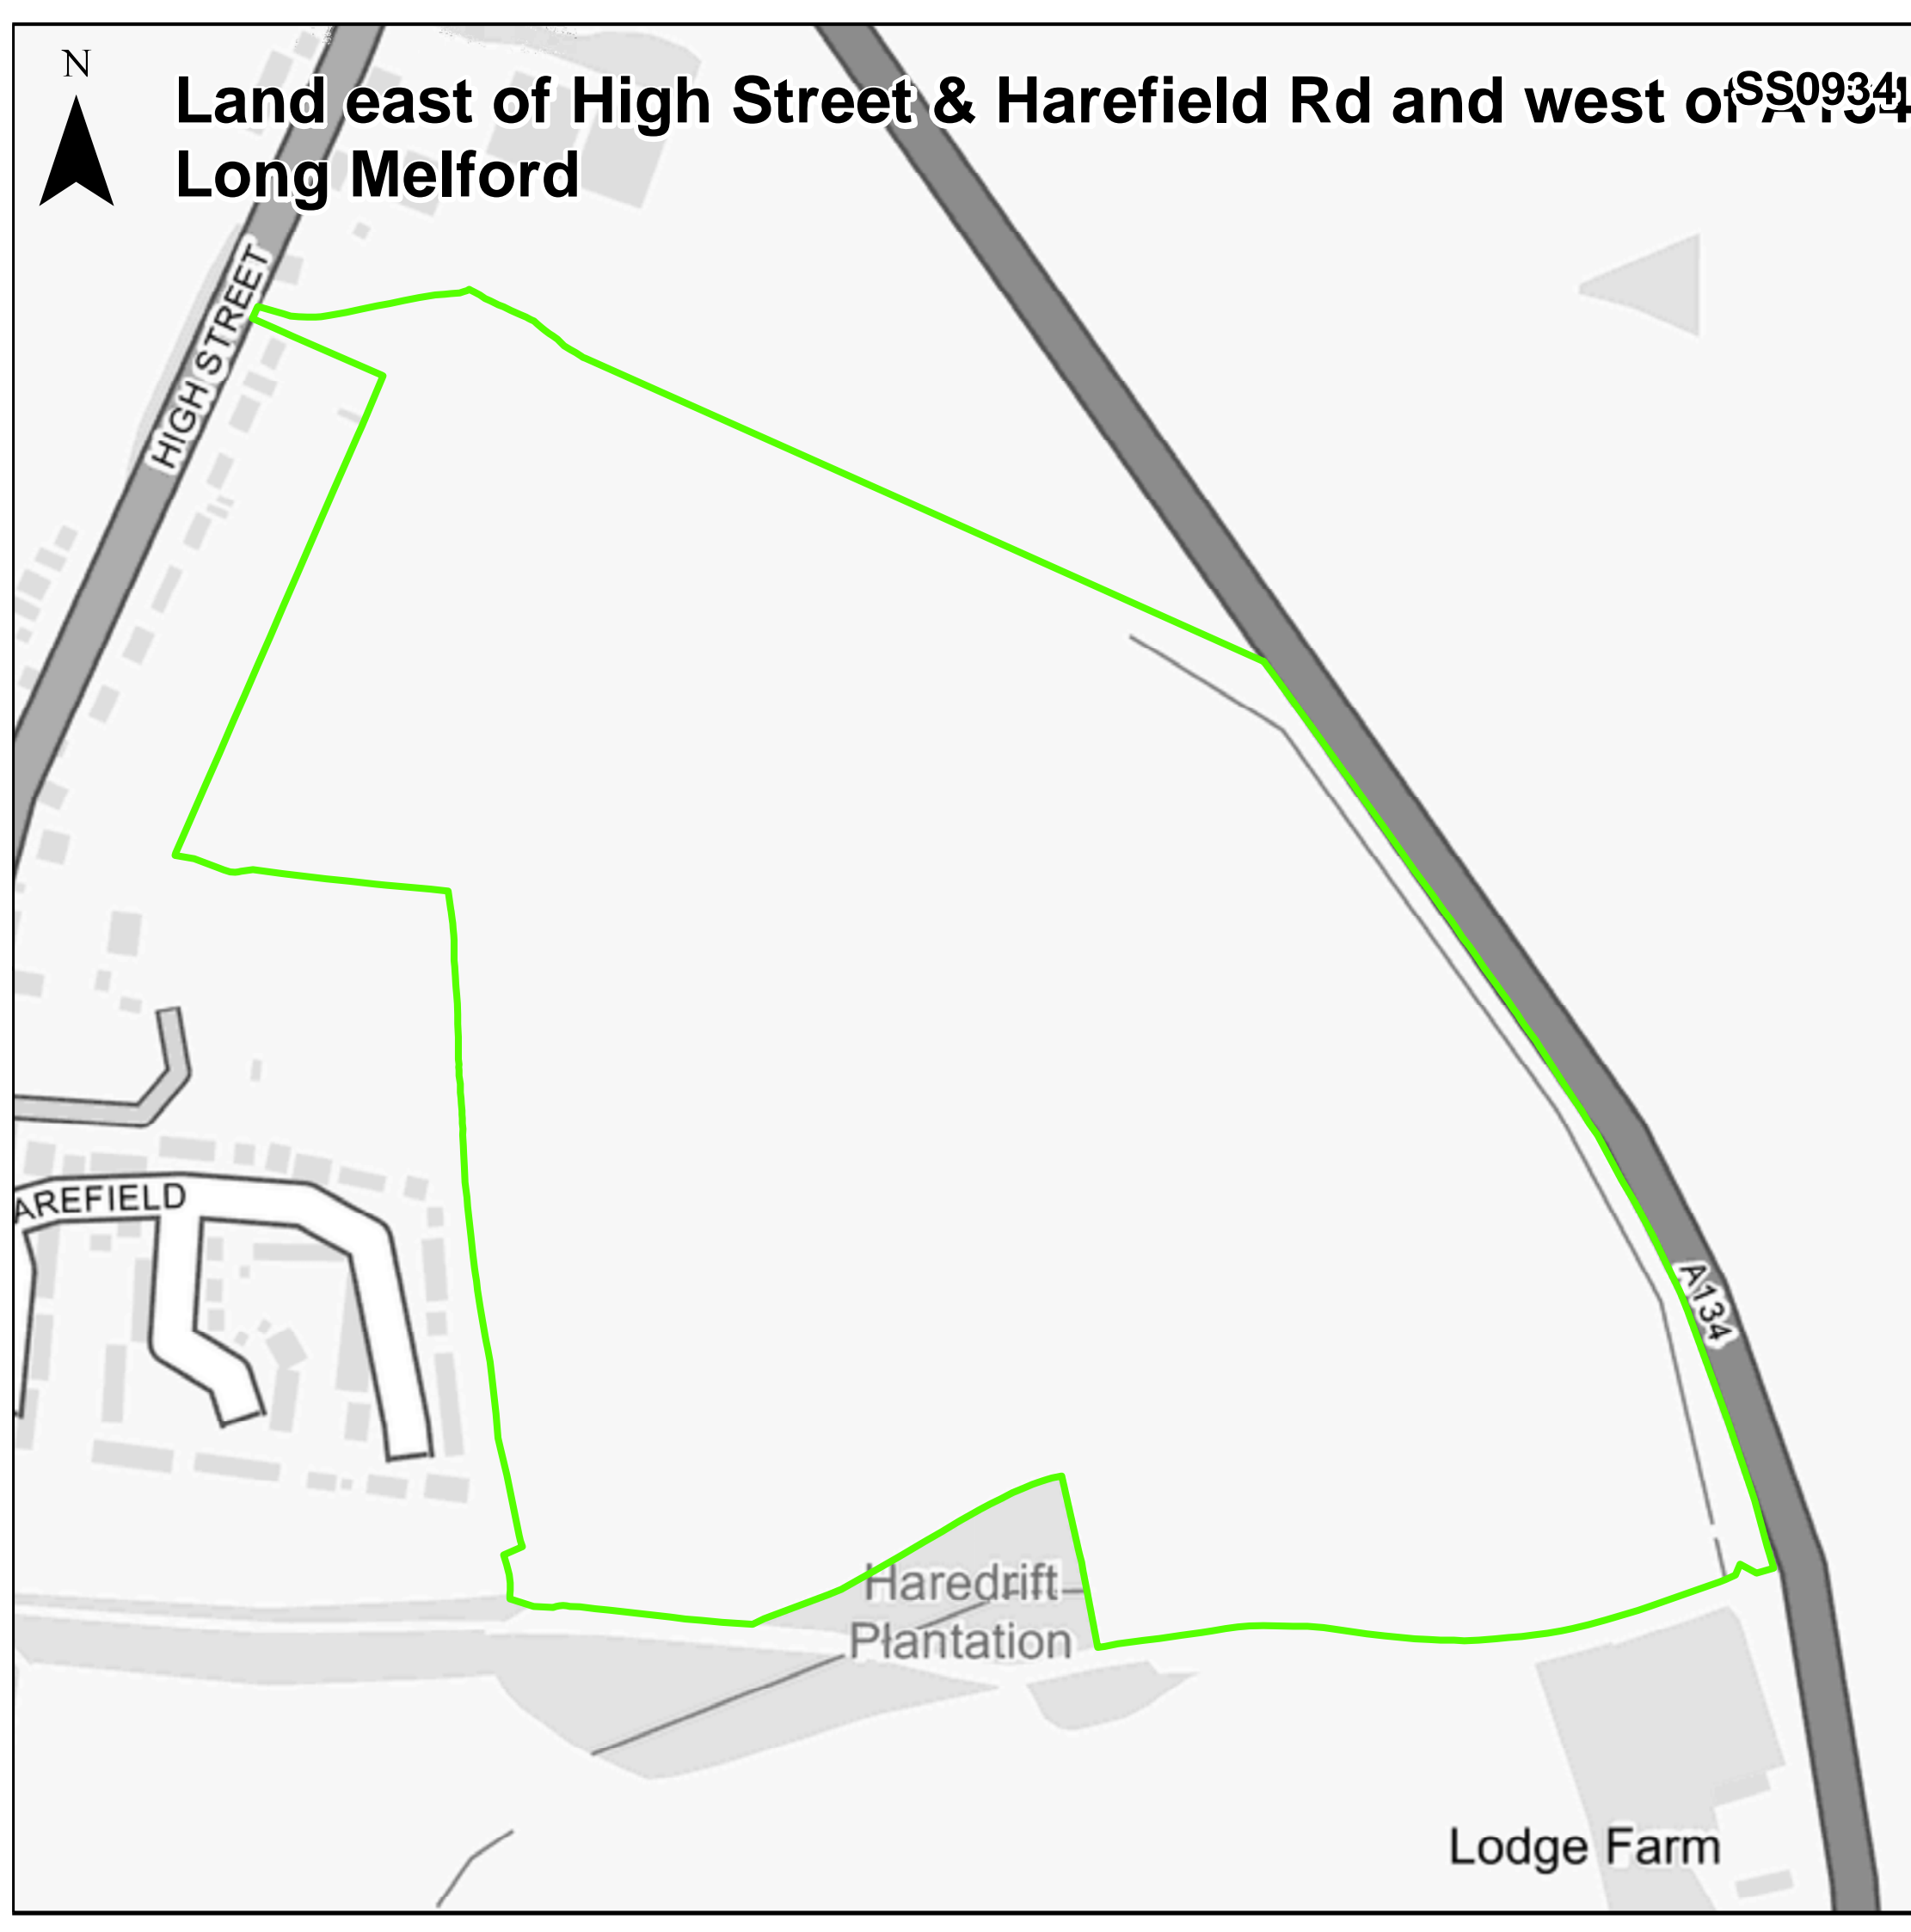 N
Land east of High Street & Harefield Rd and west of A134
SS0934
Long Melford
HIGH STREET
AREFIELD
A134
Haredrift
Plantation
Lodge Farm